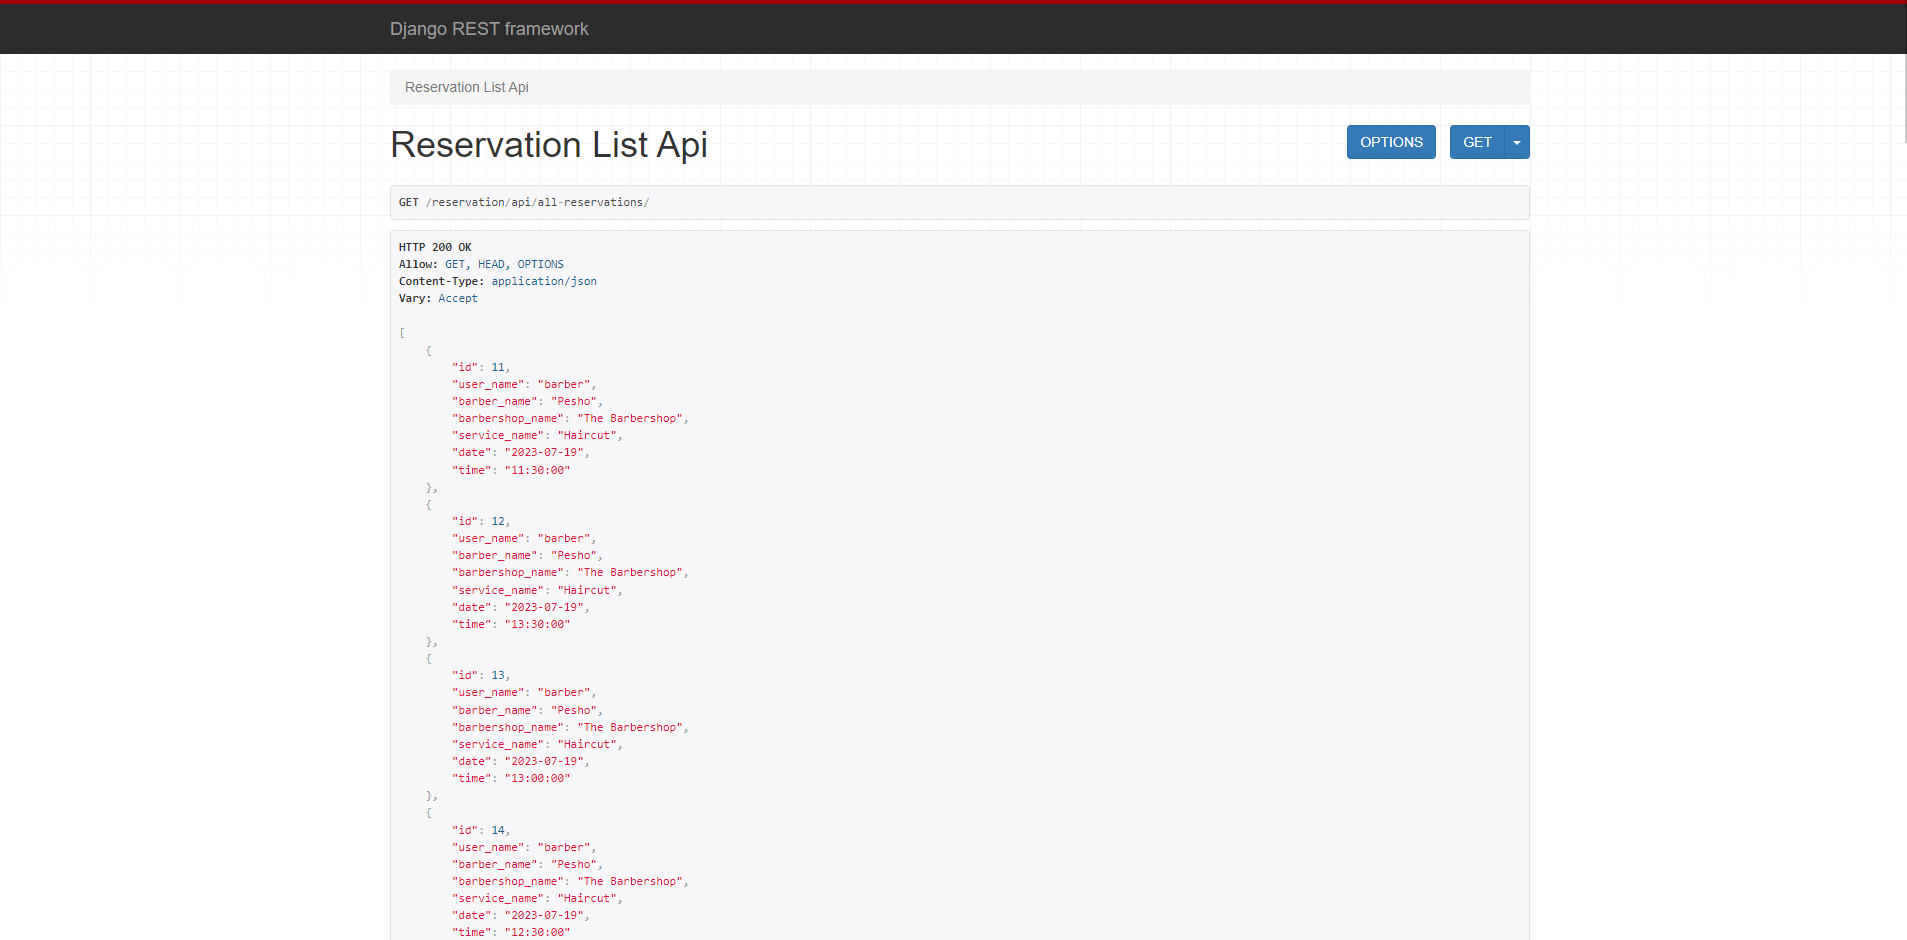 Django REST framework
Reservation List Api
Reservation List Api
OPTIONS GET
GET /reservation/api/all-reservations/
HTTP 200 OK
Allow: GET, HEAD, OPTIONS
Content-Type: application/json
Vary: Accept
[
{
"id": 11,
"user_name": "barber",
"barber_name": "Pesho",
"barbershop_name": "The Barbershop",
"service_name": "Haircut",
"date": "2023-07-19",
"time": "11:30:00"
},
{
"id": 12,
"user_name": "barber",
"barber_name": "Pesho",
"barbershop_name": "The Barbershop",
"service_name": "Haircut",
"date": "2023-07-19",
"time": "13:30:00"
},
{
"id": 13,
"user_name": "barber",
"barber_name": "Pesho",
"barbershop_name": "The Barbershop",
"service_name": "Haircut",
"date": "2023-07-19",
"time": "13:00:00"
},
{
"id": 14,
"user_name": "barber",
"barber_name": "Pesho",
"barbershop_name": "The Barbershop",
"service_name": "Haircut",
"date": "2023-07-19",
"time": "12:30:00"